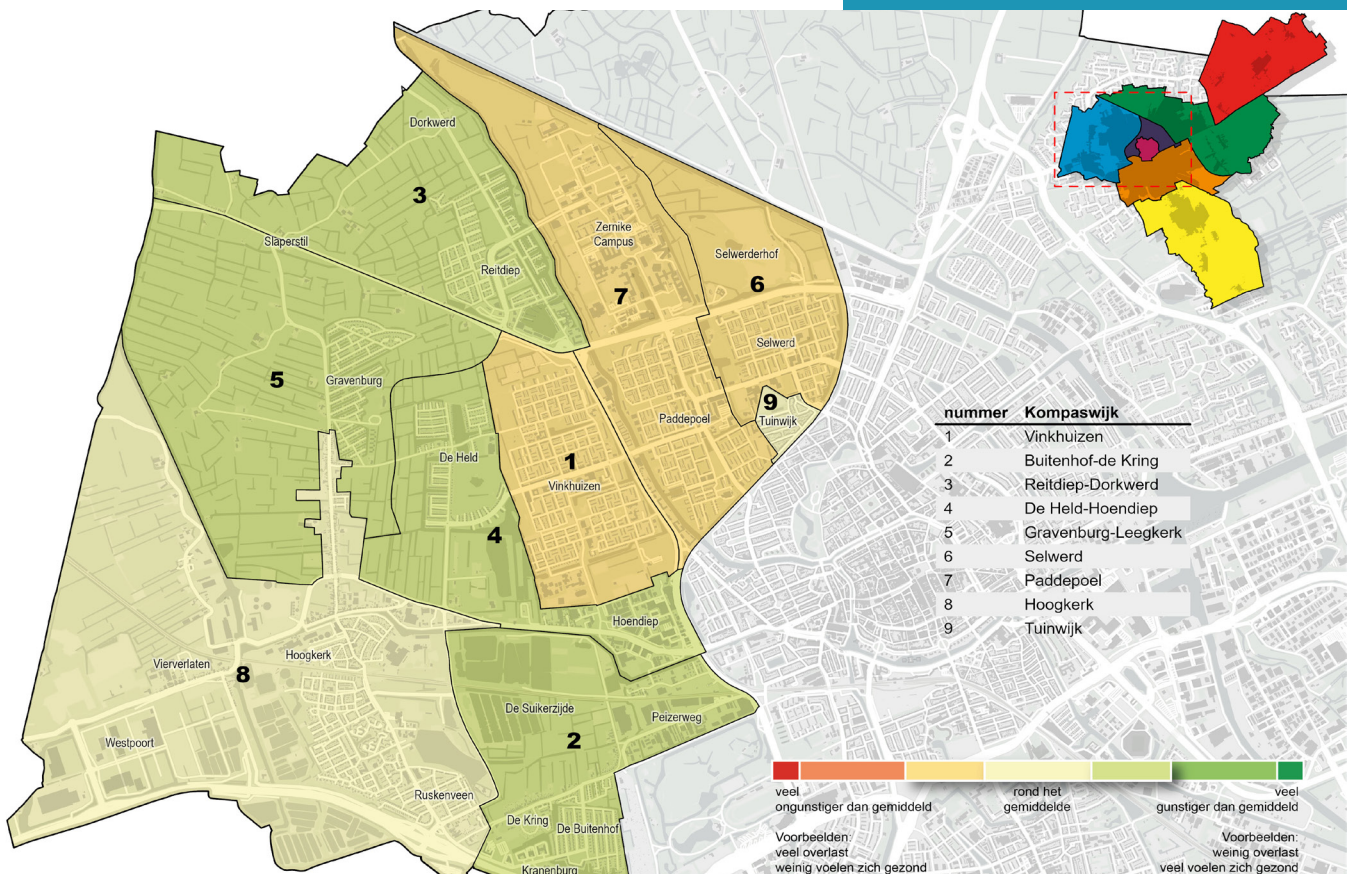 Dorkwerd
3
Slaperstil
Reitdiep
Zernike
Campus
7
Selwerderhof
6
Selwerd
5
Gravenburg
9
Tuinwijk
Paddepoel
De Held
1
Vinkhuizen
4
Hoendiep
Hoogkerk
Vierverlaten
8
Westpoort
Ruskenveen
De Suikerzijde
Peizerweg
2
De Kring
De Buitenhof
Kranenburg
nummer Kompaswijk
1 Vinkhuizen
2 Buitenhof-de Kring
3 Reitdiep-Dorkwerd
4 De Held-Hoendiep
5 Gravenburg-Leegkerk
6 Selwerd
7 Paddepoel
8 Hoogkerk
9 Tuinwijk
veel
ongunstiger dan gemiddeld
rond het
gemiddelde
veel
gunstiger dan gemiddeld
Voorbeelden:
veel overlast
weinig voelen zich gezond
Voorbeelden:
weinig overlast
veel voelen zich gezond